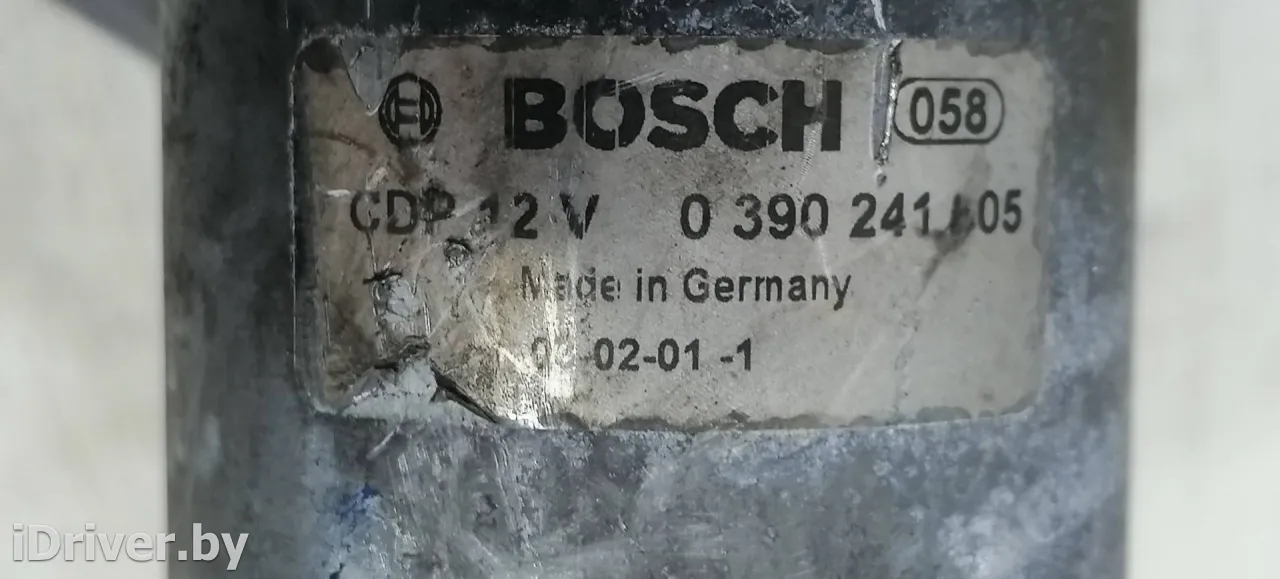 BOSCH 058
CDP 12 V 0 390 241
Made in Germany
02-01 -1
iDriver.by